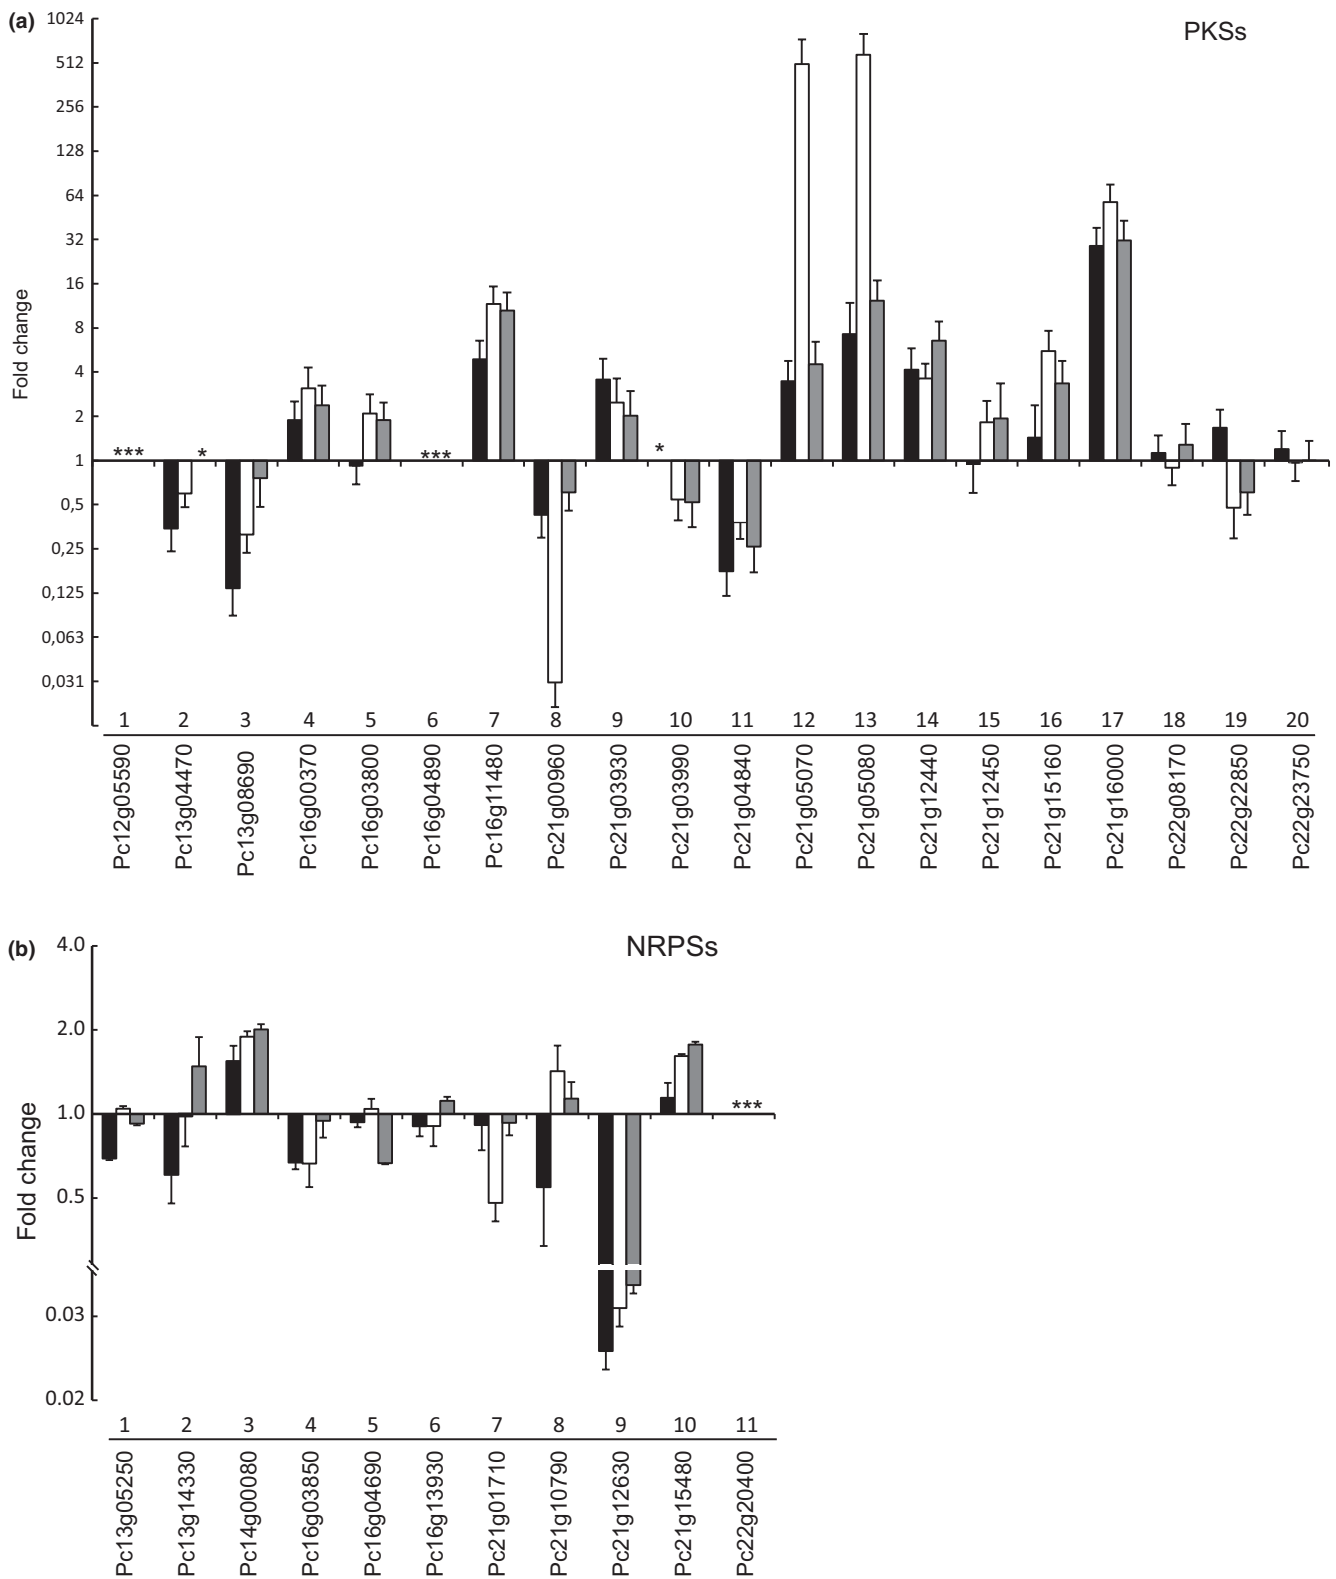 (a)
PKSs
Fold change
1024
512
256
128
64
32
16
8
4
2
1
0,5
0,25
0,125
0,063
0,031
*** * *** *
1 2 3 4 5 6 7 8 9 10 11 12 13 14 15 16 17 18 19 20
Pc12g05590
Pc13g04470
Pc13g08690
Pc16g00370
Pc16g03800
Pc16g04890
Pc16g11480
Pc21g00960
Pc21g03930
Pc21g03990
Pc21g04840
Pc21g05070
Pc21g05080
Pc21g12440
Pc21g12450
Pc21g15160
Pc21g16000
Pc22g08170
Pc22g22850
Pc22g23750
(b)
NRPSs
Fold change
4.0
2.0
1.0
0.5
0.03
0.02
***
1 2 3 4 5 6 7 8 9 10 11
Pc13g05250
Pc13g14330
Pc14g00080
Pc16g03850
Pc16g04690
Pc16g13930
Pc21g01710
Pc21g10790
Pc21g12630
Pc21g15480
Pc22g20400